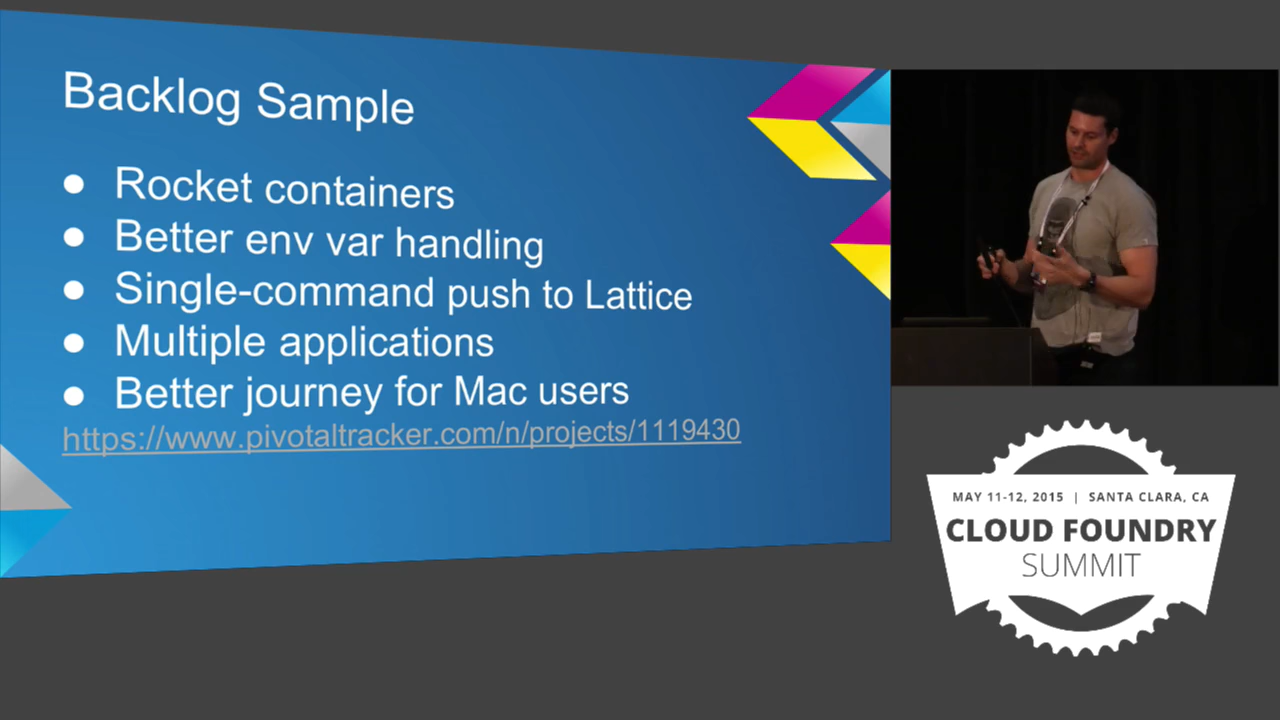 Backlog Sample
● Rocket containers
● Better env var handling
● Single-command push to Lattice
● Multiple applications
● Better journey for Mac users
https://www.pivotaltracker.com/n/projects/1119430
MAY 11-12, 2015 | SANTA CLARA, CA
CLOUD FOUNDRY
SUMMIT